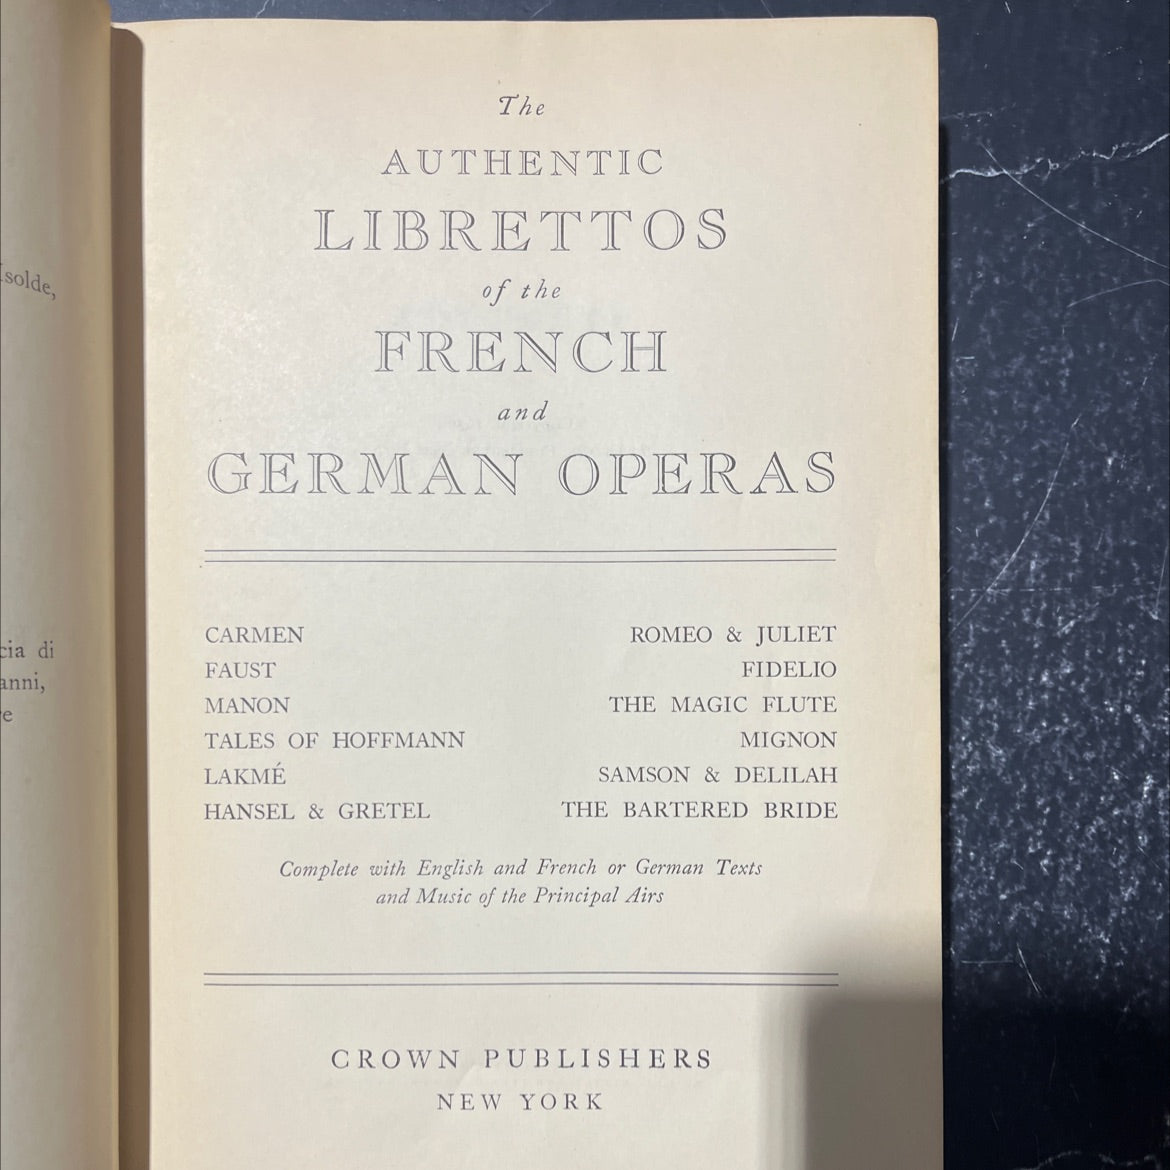 Isolde,
cia di
anni,
e
The
AUTHENTIC
LIBRETTOS
of the
FRENCH
and
GERMAN OPERAS
CARMEN ROMEO & JULIET
FAUST FIDELIO
MANON THE MAGIC FLUTE
TALES OF HOFFMANN MIGNON
LAKMÉ SAMSON & DELILAH
HANSEL & GRETEL THE BARTERED BRIDE
Complete with English and French or German Texts
and Music of the Principal Airs
CROWN PUBLISHERS
NEW YORK